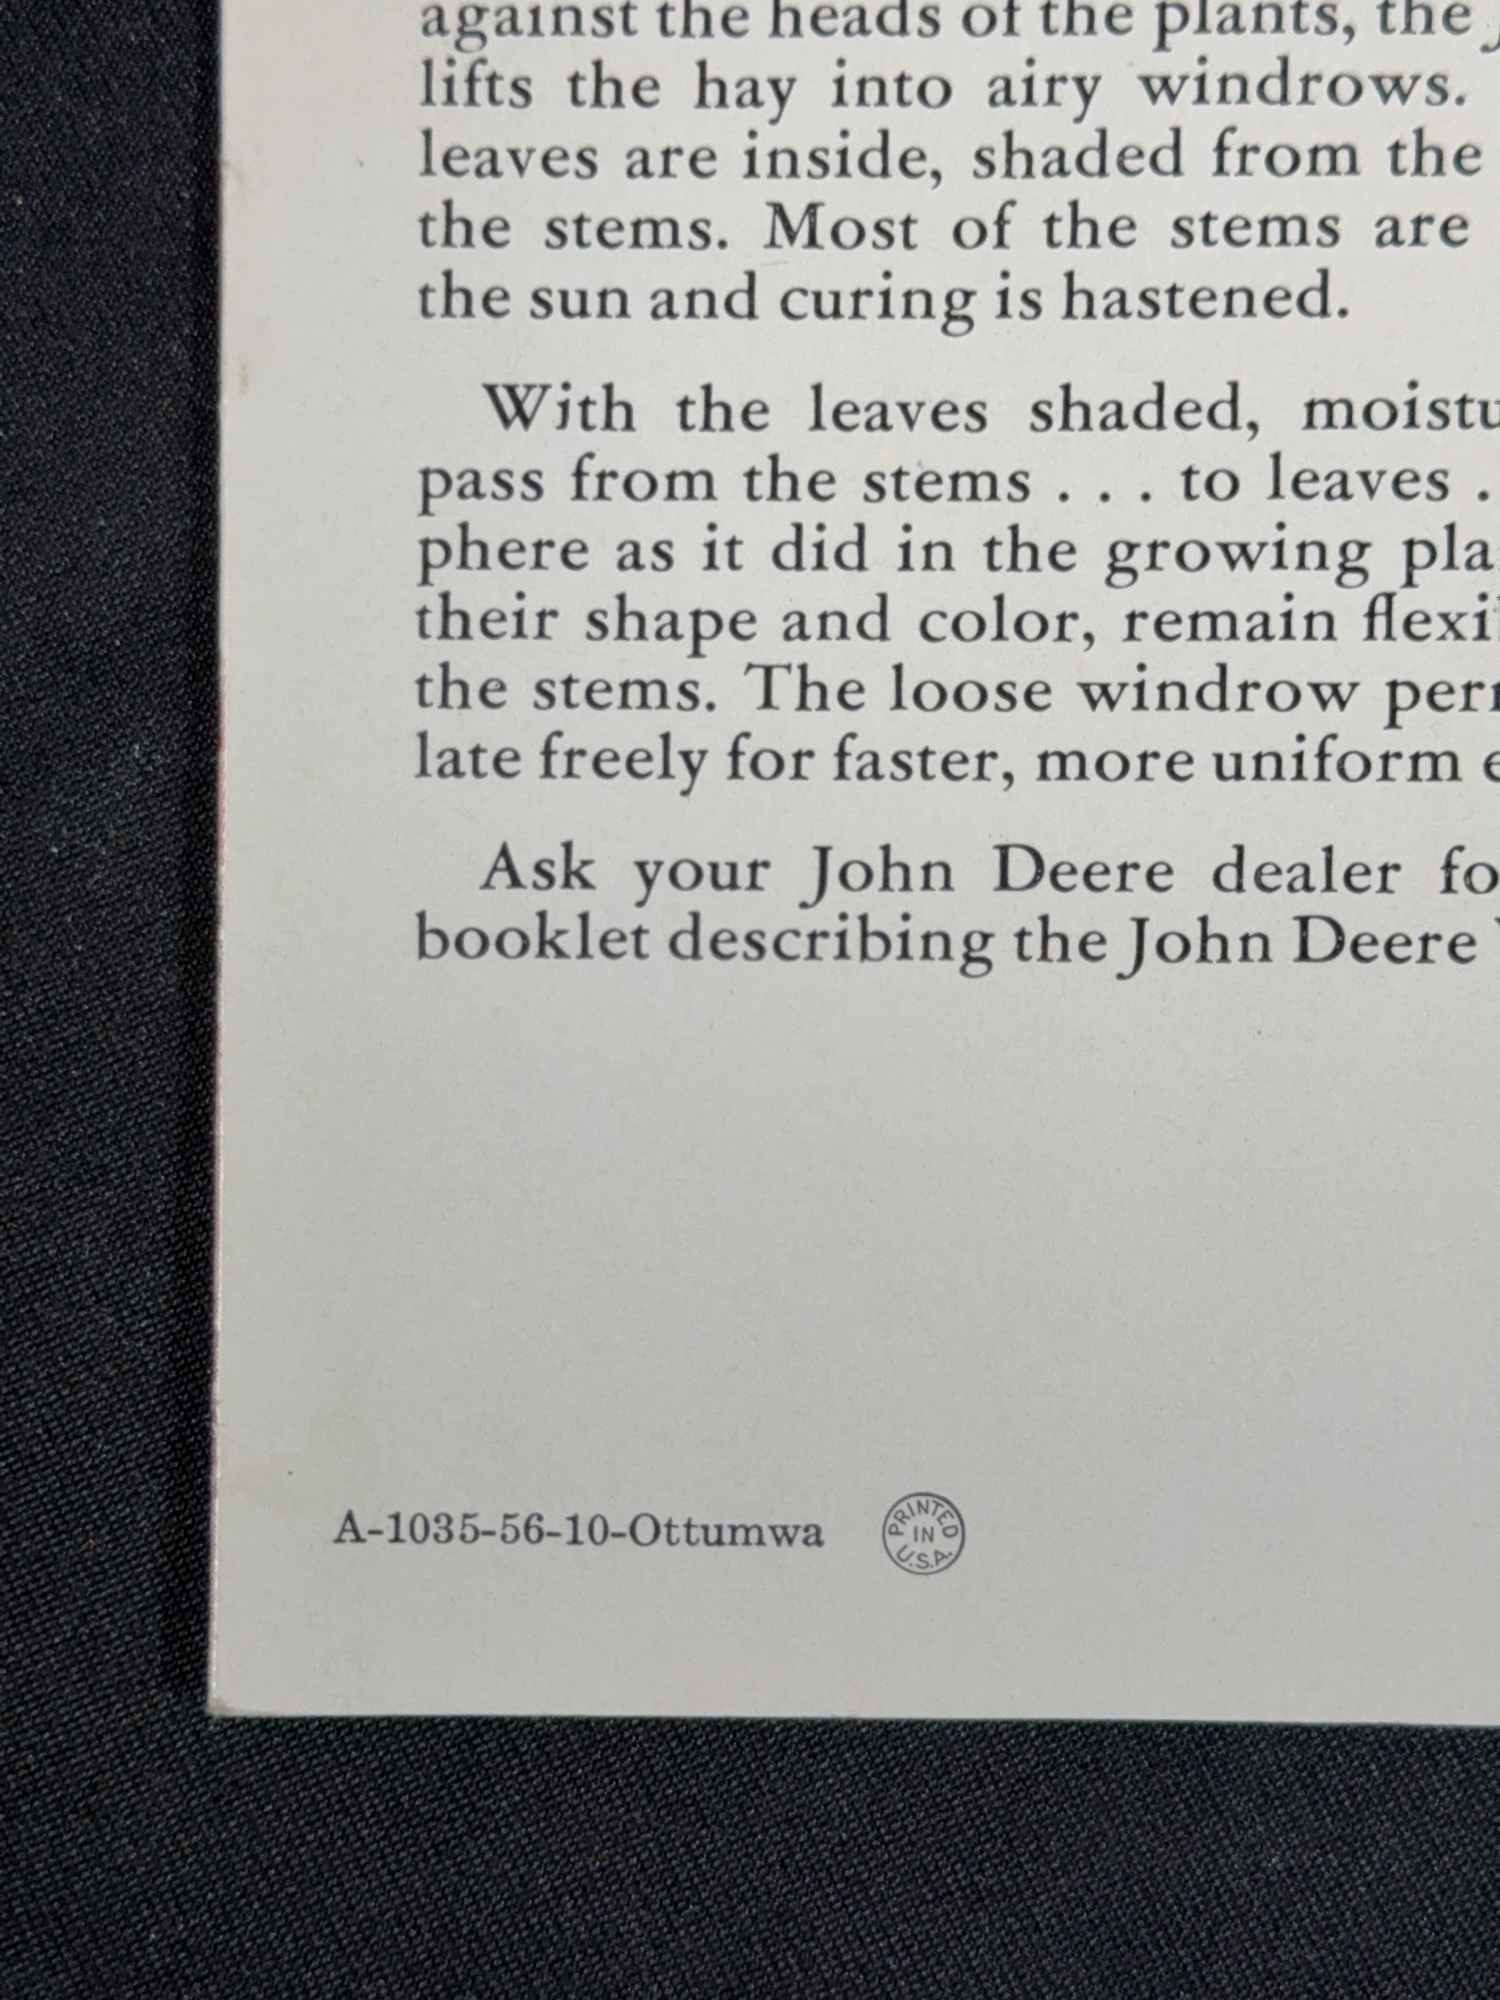 against the heads of the plants, the
lifts the hay into airy windrows.
leaves are inside, shaded from the
the stems. Most of the stems are
the sun and curing is hastened.
With the leaves shaded,
pass from the stems . . . to leaves .
phere as it did in the growing
their shape and color, remain
the stems. The loose windrow
late freely for faster, more uniform
Ask your John Deere dealer
booklet describing the John Deere
A-1035-56-10-Ottumwa
PRINTED
IN
U.S.A.